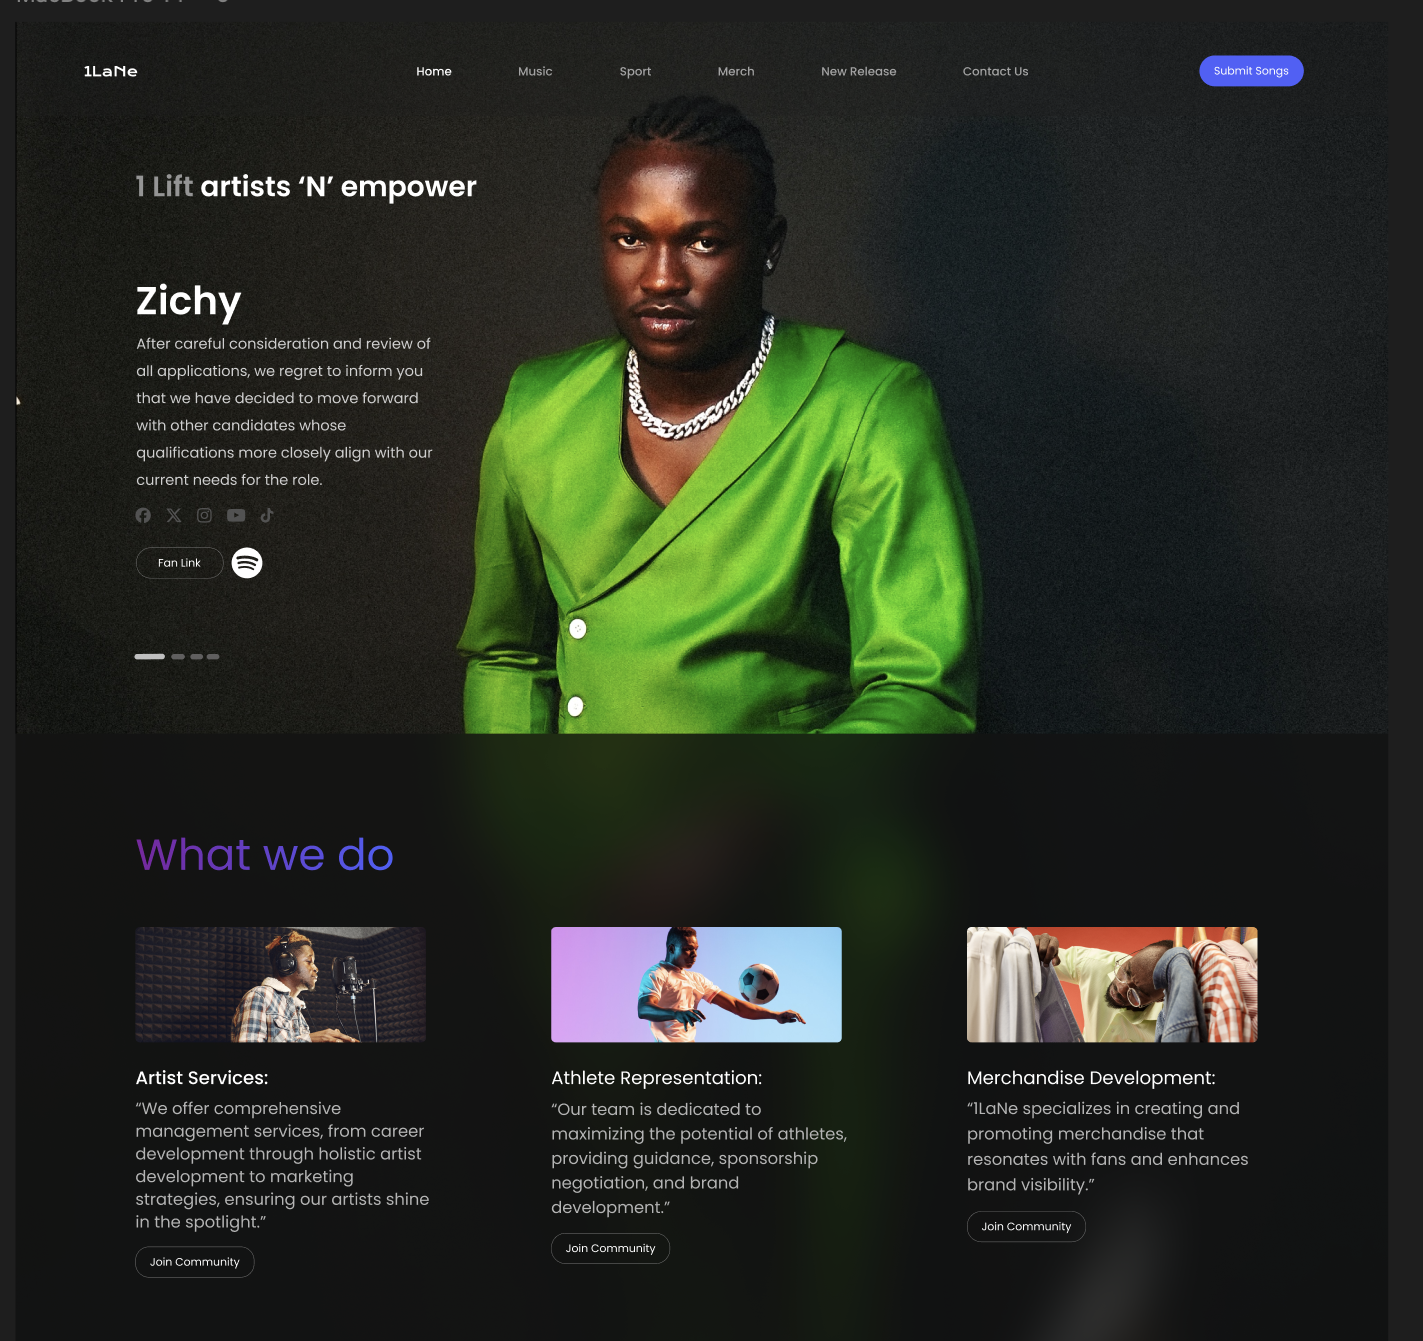 1LaNe
Home
Music
Sport
Merch
New Release
Contact Us
Submit Songs
1 Lift artists ‘N’ empower
Zichy
After careful consideration and review of
all applications, we regret to inform you
that we have decided to move forward
with other candidates whose
qualifications more closely align with our
current needs for the role.
Fan Link
What we do
Artist Services:
“We offer comprehensive
management services, from career
development through holistic artist
development to marketing
strategies, ensuring our artists shine
in the spotlight.”
Join Community
Athlete Representation:
“Our team is dedicated to
maximizing the potential of athletes,
providing guidance, sponsorship
negotiation, and brand
development.”
Join Community
Merchandise Development:
“1LaNe specializes in creating and
promoting merchandise that
resonates with fans and enhances
brand visibility.”
Join Community